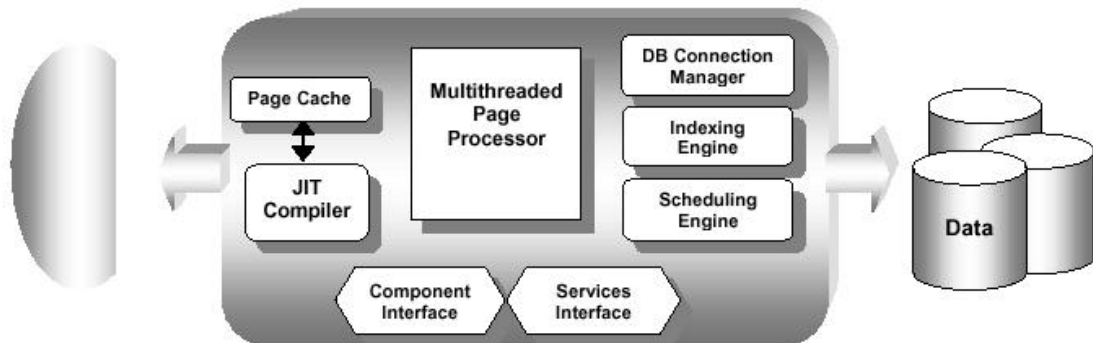 Page Cache
JIT
Compiler
Multithreaded
Page
Processor
DB Connection
Manager
Indexing
Engine
Scheduling
Engine
Component
Interface
Services
Interface
Data